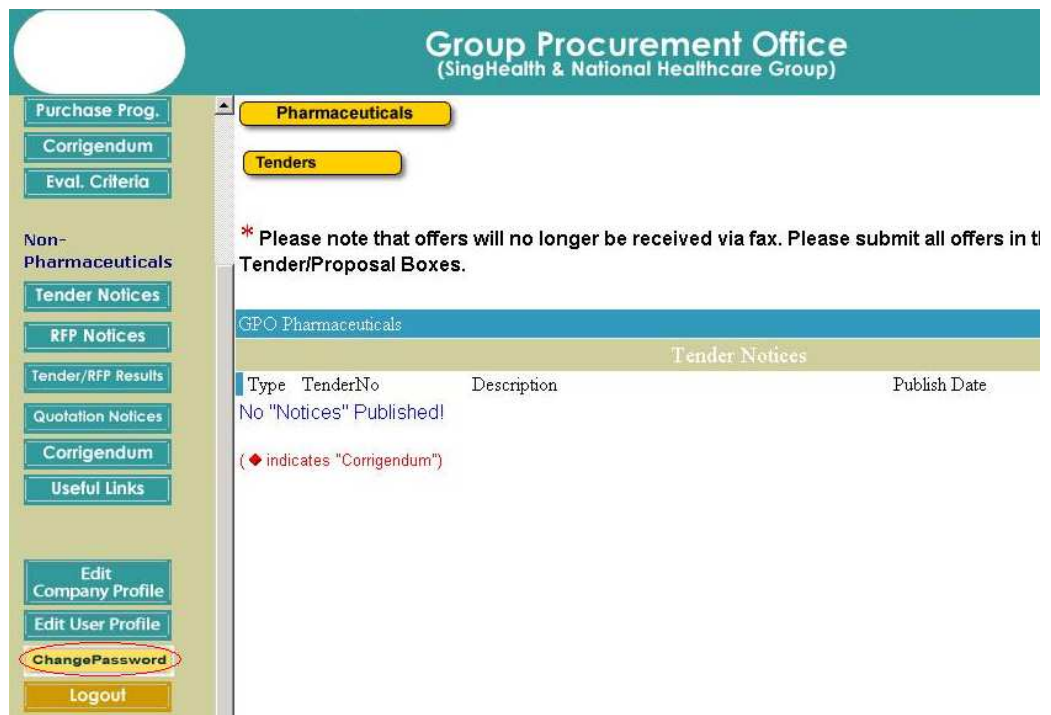 Group Procurement Office
(SingHealth & National Healthcare Group)
Purchase Prog.
Corrigendum
Eval. Criteria
Non-
Pharmaceuticals
Tender Notices
RFP Notices
Tender/RFP Results
Quotation Notices
Corrigendum
Useful Links
Edit
Company Profile
Edit User Profile
ChangePassword
Logout
Pharmaceuticals
Tenders
* Please note that offers will no longer be received via fax. Please submit all offers in
Tender/Proposal Boxes.
GPO Pharmaceuticals
Tender Notices
Type TenderNo Description Publish Date
No "Notices" Published!
(◆ indicates "Corrigendum")